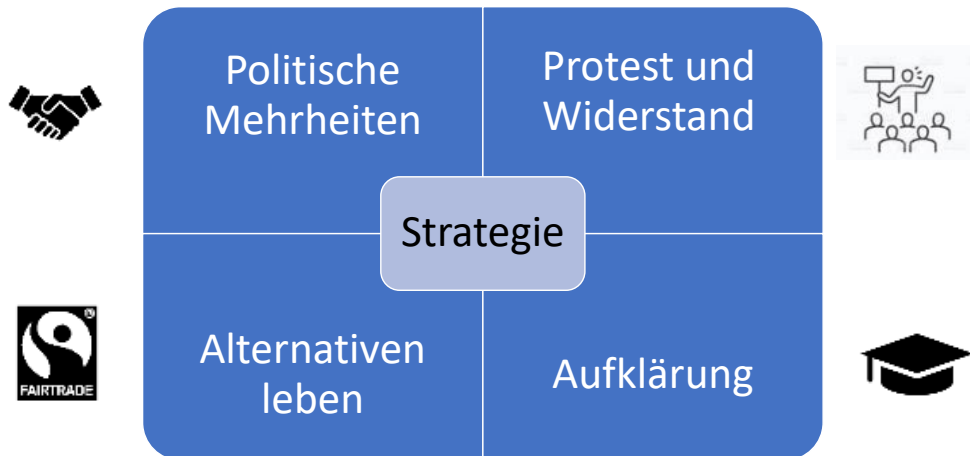 Politische
Mehrheiten
Protest und
Widerstand
Strategie
Alternativen
leben
Aufklärung
®
FAIRTRADE